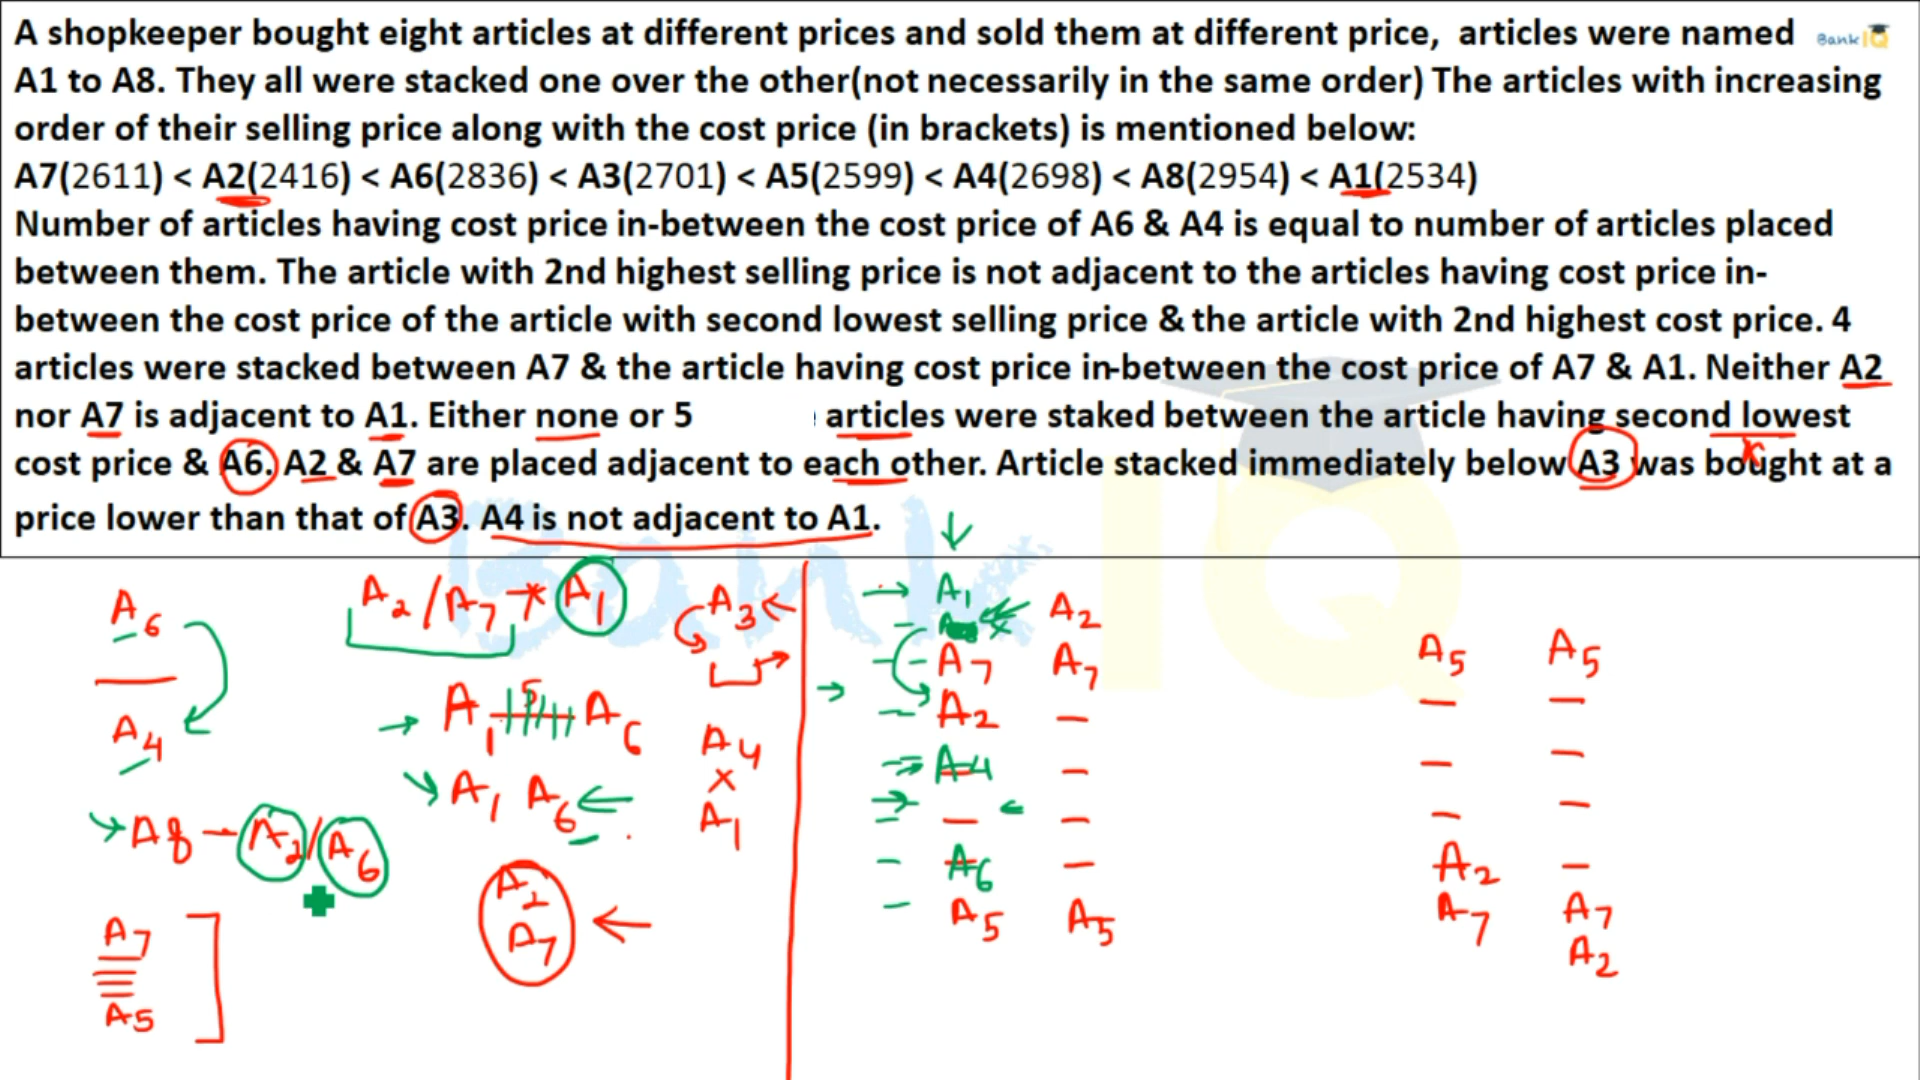 A shopkeeper bought eight articles at different prices and sold them at different price, articles were named
Bank IQ
A1 to A8. They all were stacked one over the other(not necessarily in the same order) The articles with increasing
order of their selling price along with the cost price (in brackets) is mentioned below:
A7(2611) < A2(2416) < A6(2836) < A3(2701) < A5(2599) < A4(2698) < A8(2954) < A1(2534)
Number of articles having cost price in-between the cost price of A6 & A4 is equal to number of articles placed
between them. The article with 2nd highest selling price is not adjacent to the articles having cost price in-
between the cost price of the article with second lowest selling price & the article with 2nd highest cost price. 4
articles were stacked between A7 & the article having cost price in-between the cost price of A7 & A1. Neither A2
nor A7 is adjacent to A1. Either none or 5 articles were staked between the article having second lowest
cost price & A6. A2 & A7 are placed adjacent to each other. Article stacked immediately below A3 was bought at a
price lower than that of A3. A4 is not adjacent to A1.
Bank IQ
A6
A4
A8 - A2/A6
A7
A5
A2/A7 × A1
A1 5 A6
A1 A6
A2
A7
A3
A4
×
A1
A1
×
A7
A2
A4
—
A6
A5
A2
A7
—
—
—
—
A5
A5
—
—
—
A2
A7
A5
—
—
—
—
A7
A2